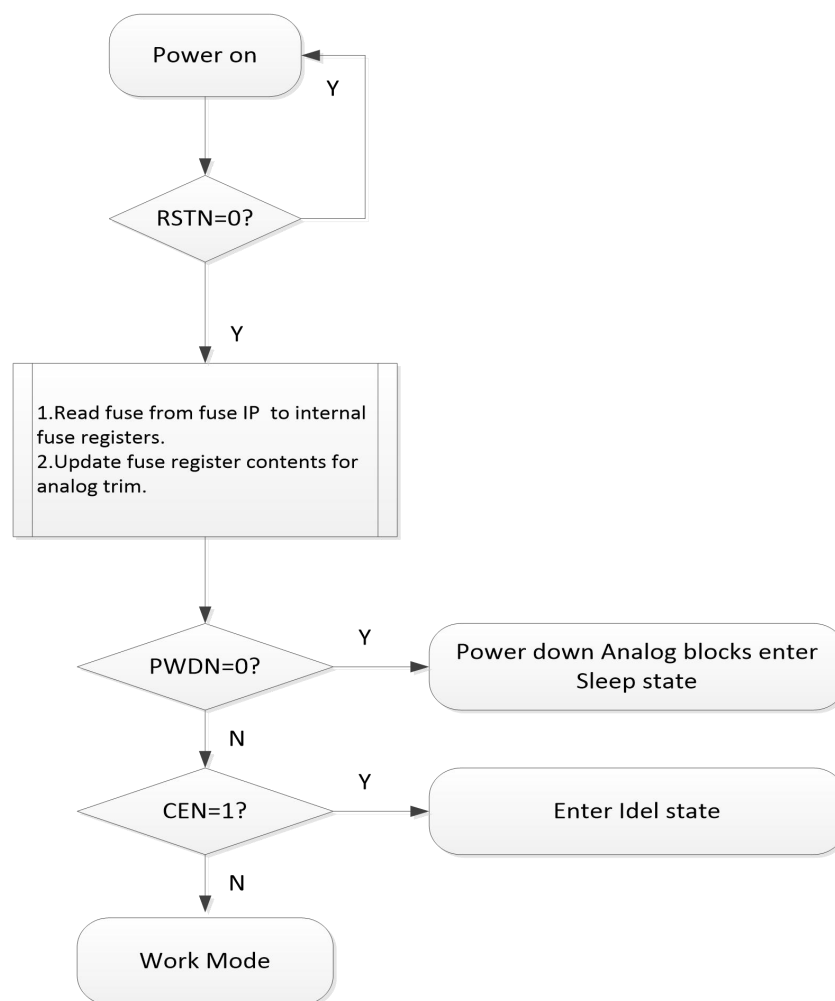 Power on
Y
RSTN=0?
Y
1.Read fuse from fuse IP to internal
fuse registers.
2.Update fuse register contents for
analog trim.
PWDN=0?
Y
Power down Analog blocks enter
Sleep state
N
CEN=1?
Y
Enter Idel state
N
Work Mode